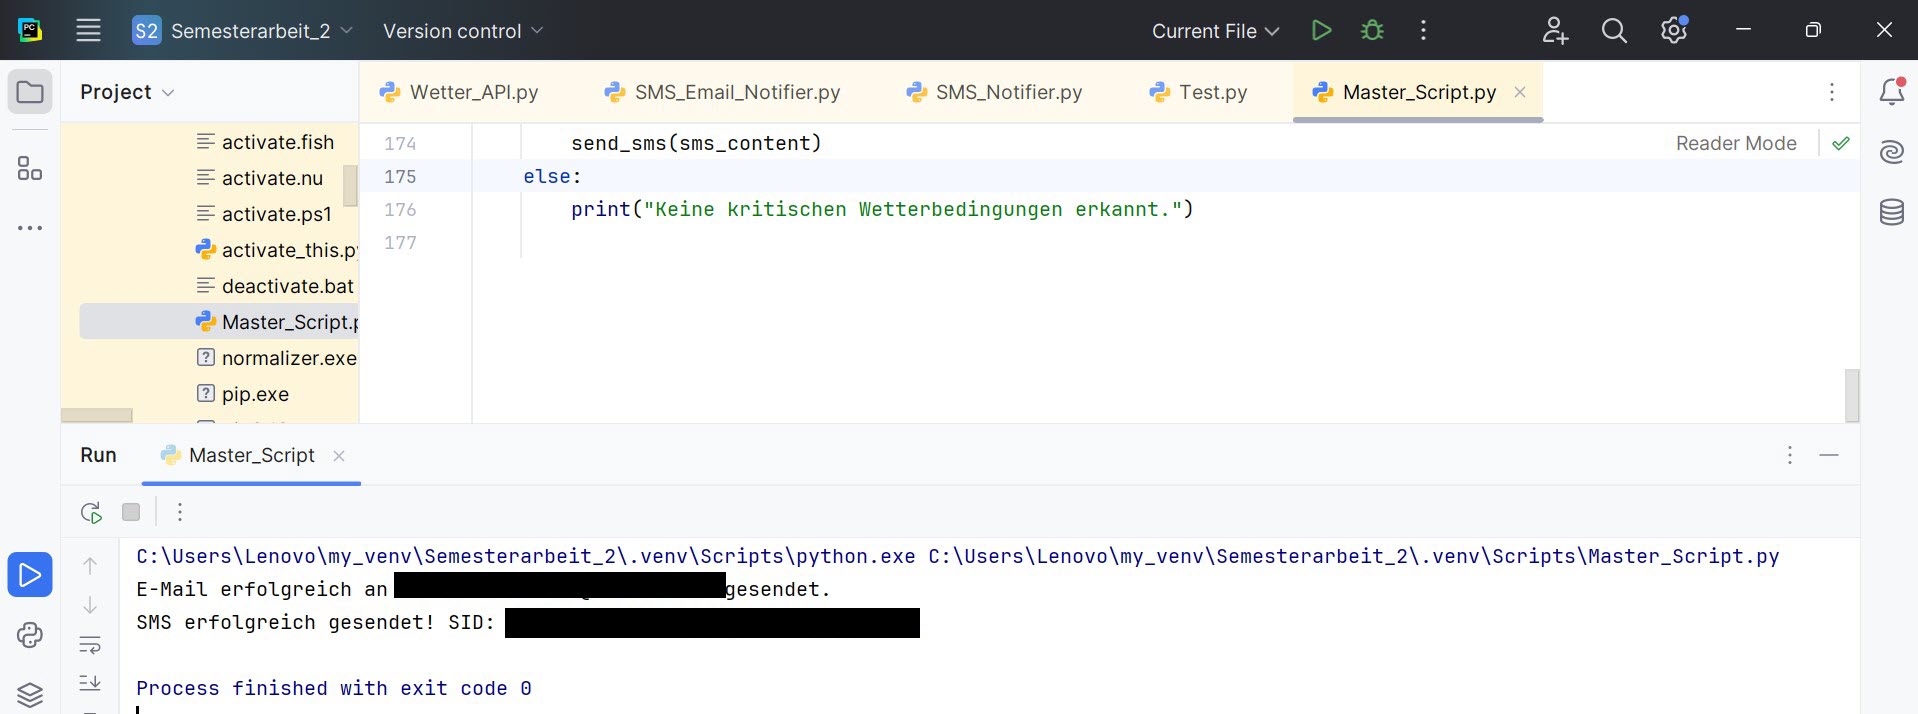 PC
S2 Semesterarbeit_2 Version control Current File
Project
Wetter_API.py SMS_Email_Notifier.py SMS_Notifier.py Test.py Master_Script.py
activate.fish
activate.nu
activate.ps1
activate_this.py
deactivate.bat
Master_Script.p
normalizer.exe
pip.exe
174 send_sms(sms_content)
Reader Mode
175 else:
176 print("Keine kritischen Wetterbedingungen erkannt.")
177
Run Master_Script
C:\Users\Lenovo\my_venv\Semesterarbeit_2\.venv\Scripts\python.exe C:\Users\Lenovo\my_venv\Semesterarbeit_2\.venv\Scripts\Master_Script.py
E-Mail erfolgreich an gesendet.
SMS erfolgreich gesendet! SID:
Process finished with exit code 0